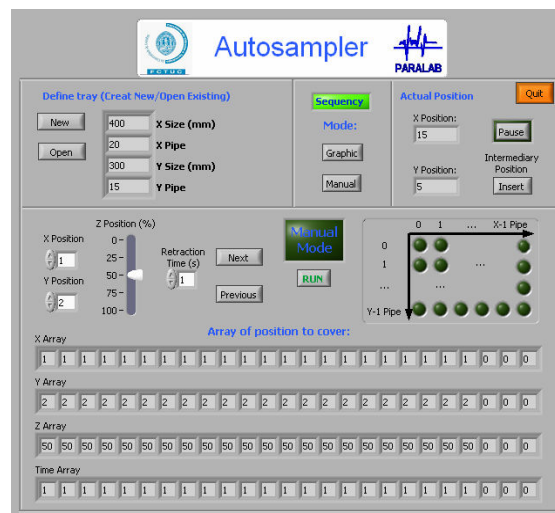 FCTUC
Autosampler
PARALAB
Define tray (Creat New/Open Existing)
New
Open
400 X Size (mm)
20 X Pipe
300 Y Size (mm)
15 Y Pipe
Sequency
Mode:
Graphic
Manual
Actual Position
Quit
X Position:
15
Pause
Y Position:
5
Intermediary
Position
Insert
X Position
1
Y Position
2
Z Position (%)
0
25
50
75
100
Retraction
Time (s)
1
Next
Previous
Manual
Mode
RUN
0 1 ... X-1 Pipe
0
1 ...
... ...
Y-1 Pipe
Array of position to cover:
X Array
1 1 1 1 1 1 1 1 1 1 1 1 1 1 1 1 1 1 1 1 1 0 0 0
Y Array
2 2 2 2 2 2 2 2 2 2 2 2 2 2 2 2 2 2 2 2 2 0 0 0
Z Array
50 50 50 50 50 50 50 50 50 50 50 50 50 50 50 50 50 50 50 50 50 0 0 0
Time Array
1 1 1 1 1 1 1 1 1 1 1 1 1 1 1 1 1 1 1 1 1 0 0 0